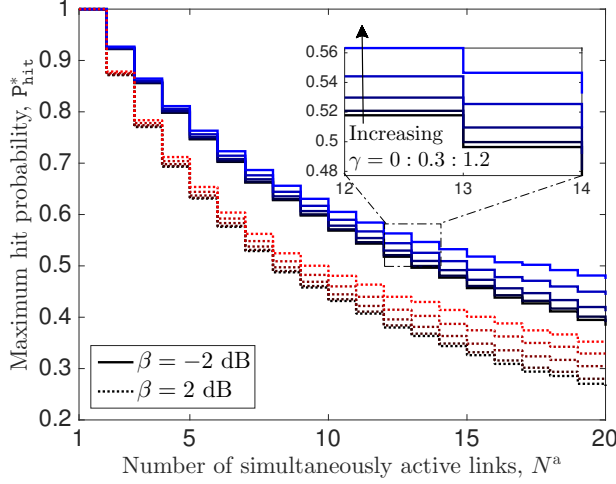 Maximum hit probability, P*hit
1
0.9
0.8
0.7
0.6
0.5
0.4
0.3
0.2
0.56
0.54
0.52
0.5
0.48
Increasing
γ = 0 : 0.3 : 1.2
12 13 14
β = −2 dB
β = 2 dB
1 5 10 15 20
Number of simultaneously active links, Nᵃ